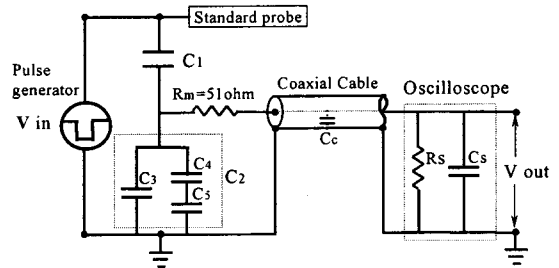 Standard probe
C1
Pulse
generator
V in
Rm=51ohm
Coaxial Cable
Cc
Oscilloscope
Rs
Cs
V out
C3
C4
C5
C2